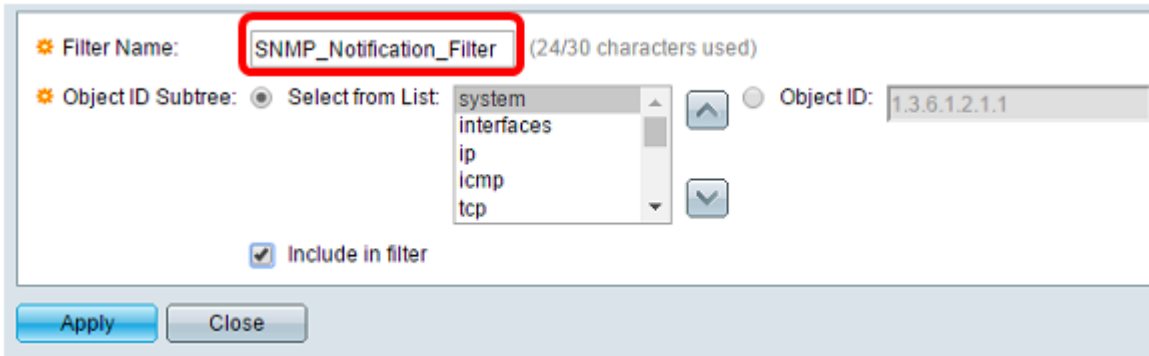 Filter Name: SNMP_Notification_Filter (24/30 characters used)
Object ID Subtree: Select from List: system Object ID: 1.3.6.1.2.1.1
interfaces
ip
icmp
tcp
Include in filter
Apply Close